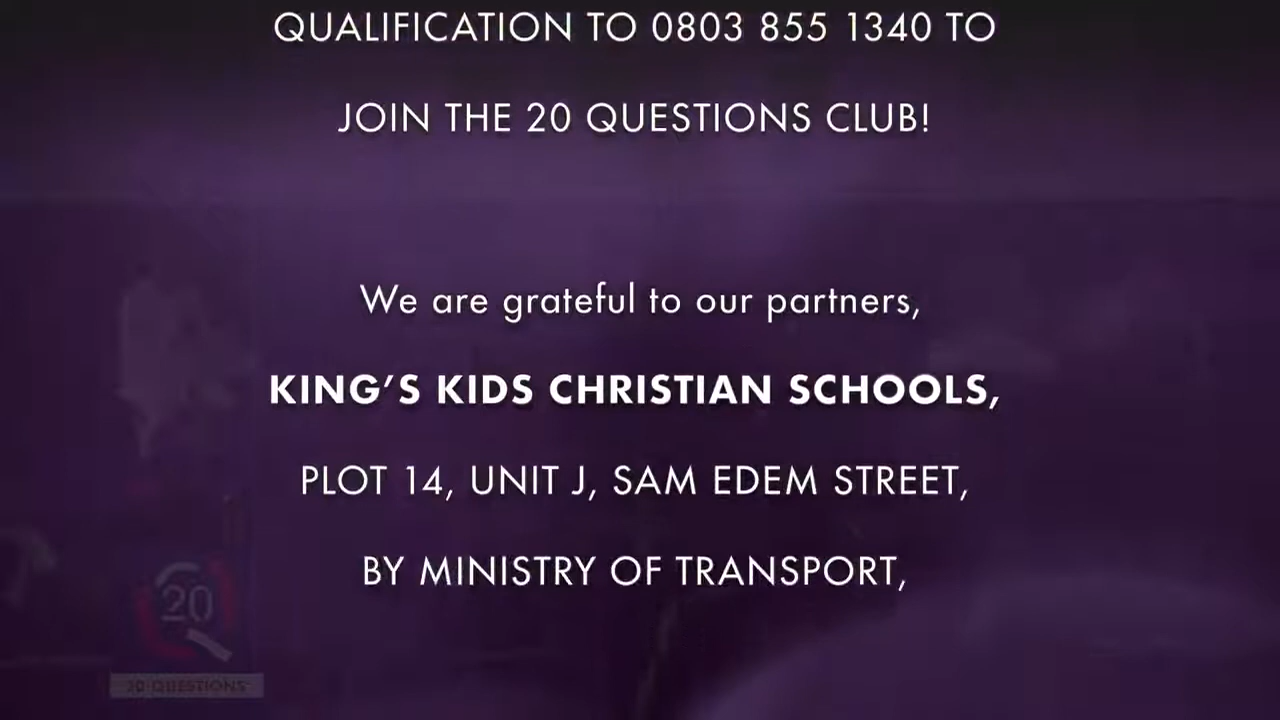 QUALIFICATION TO 0803 855 1340 TO
JOIN THE 20 QUESTIONS CLUB!
We are grateful to our partners,
KING'S KIDS CHRISTIAN SCHOOLS,
PLOT 14, UNIT J, SAM EDEM STREET,
BY MINISTRY OF TRANSPORT,
20
20 QUESTIONS